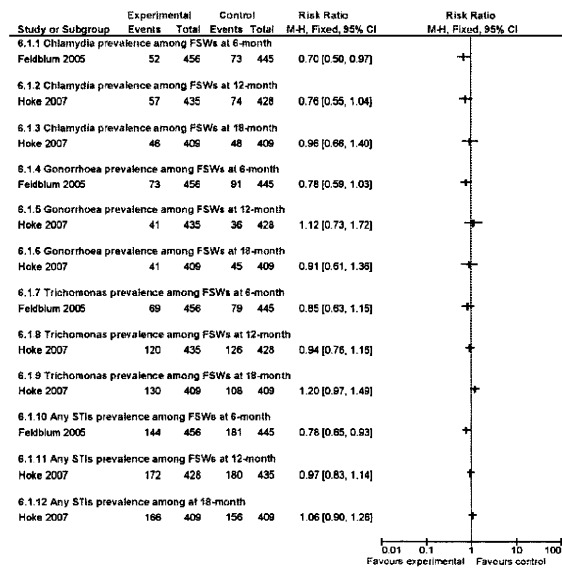 Experimental Control Risk Ratio Risk Ratio
Study or Subgroup Events Total Events Total M-H, Fixed, 95% CI M-H, Fixed, 95% CI
6.1.1 Chlamydia prevalence among FSWs at 6-month
Feldblum 2005 52 456 73 445 0.70 [0.50, 0.97]
6.1.2 Chlamydia prevalence among FSWs at 12-month
Hoke 2007 57 435 74 428 0.76 [0.55, 1.04]
6.1.3 Chlamydia prevalence among FSWs at 18-month
Hoke 2007 46 409 48 409 0.96 [0.66, 1.40]
6.1.4 Gonorrhoea prevalence among FSWs at 6-month
Feldblum 2005 73 456 91 445 0.78 [0.59, 1.03]
6.1.5 Gonorrhoea prevalence among FSWs at 12-month
Hoke 2007 41 435 36 428 1.12 [0.73, 1.72]
6.1.6 Gonorrhoea prevalence among FSWs at 18-month
Hoke 2007 41 409 45 409 0.91 [0.61, 1.36]
6.1.7 Trichomonas prevalence among FSWs at 6-month
Feldblum 2005 69 456 79 445 0.85 [0.63, 1.15]
6.1.8 Trichomonas prevalence among FSWs at 12-month
Hoke 2007 120 435 126 428 0.94 [0.76, 1.16]
6.1.9 Trichomonas prevalence among FSWs at 18-month
Hoke 2007 130 409 108 409 1.20 [0.97, 1.49]
6.1.10 Any STIs prevalence among FSWs at 6-month
Feldblum 2005 144 456 181 445 0.78 [0.65, 0.93]
6.1.11 Any STIs prevalence among FSWs at 12-month
Hoke 2007 172 428 180 435 0.97 [0.83, 1.14]
6.1.12 Any STIs prevalence among at 18-month
Hoke 2007 166 409 156 409 1.06 [0.90, 1.26]
0.01 0.1 1 10 100
Favours experimental Favours control